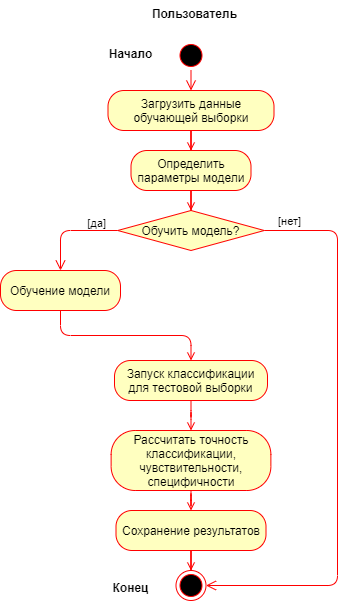 Пользователь
Начало
Загрузить данные
обучающей выборки
Определить
параметры модели
[да]
Обучить модель?
[нет]
Обучение модели
Запуск классификации
для тестовой выборки
Рассчитать точность
классификации,
чувствительности,
специфичности
Сохранение результатов
Конец